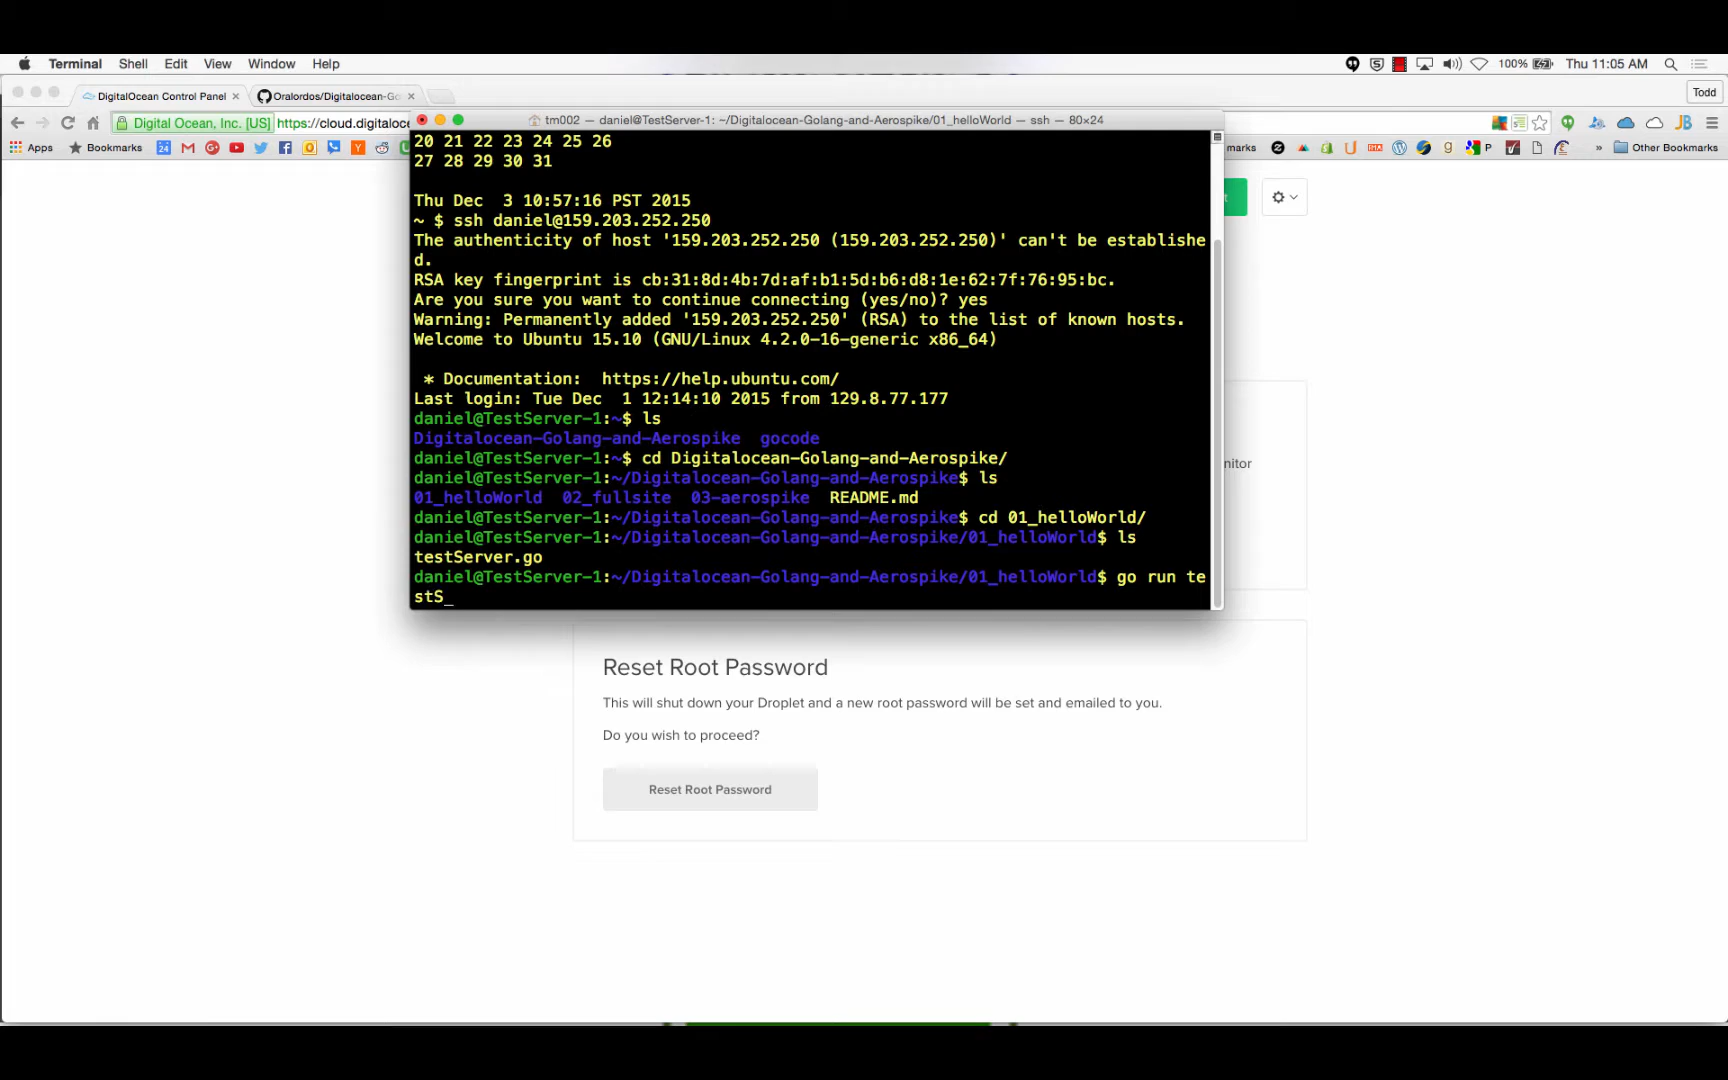 Terminal Shell Edit View Window Help 100% Thu 11:05 AM
DigitalOcean Control Panel × Oralordos/Digitalocean-Go × Todd
Digital Ocean, Inc. [US] https://cloud.digitaloce
tm002 — daniel@TestServer-1: ~/Digitalocean-Golang-and-Aerospike/01_helloWorld — ssh — 80×24
Apps Bookmarks 24 marks P » Other Bookmarks
20 21 22 23 24 25 26
27 28 29 30 31
Thu Dec  3 10:57:16 PST 2015
~ $ ssh daniel@159.203.252.250
The authenticity of host '159.203.252.250 (159.203.252.250)' can't be establishe
d.
RSA key fingerprint is cb:31:8d:4b:7d:af:b1:5d:b6:d8:1e:62:7f:76:95:bc.
Are you sure you want to continue connecting (yes/no)? yes
Warning: Permanently added '159.203.252.250' (RSA) to the list of known hosts.
Welcome to Ubuntu 15.10 (GNU/Linux 4.2.0-16-generic x86_64)
* Documentation:  https://help.ubuntu.com/
Last login: Tue Dec  1 12:14:10 2015 from 129.8.77.177
daniel@TestServer-1:~$ ls
Digitalocean-Golang-and-Aerospike  gocode
daniel@TestServer-1:~$ cd Digitalocean-Golang-and-Aerospike/
nitor
daniel@TestServer-1:~/Digitalocean-Golang-and-Aerospike$ ls
01_helloWorld  02_fullsite  03-aerospike  README.md
daniel@TestServer-1:~/Digitalocean-Golang-and-Aerospike$ cd 01_helloWorld/
daniel@TestServer-1:~/Digitalocean-Golang-and-Aerospike/01_helloWorld$ ls
testServer.go
daniel@TestServer-1:~/Digitalocean-Golang-and-Aerospike/01_helloWorld$ go run te
stS_
Reset Root Password
This will shut down your Droplet and a new root password will be set and emailed to you.
Do you wish to proceed?
Reset Root Password